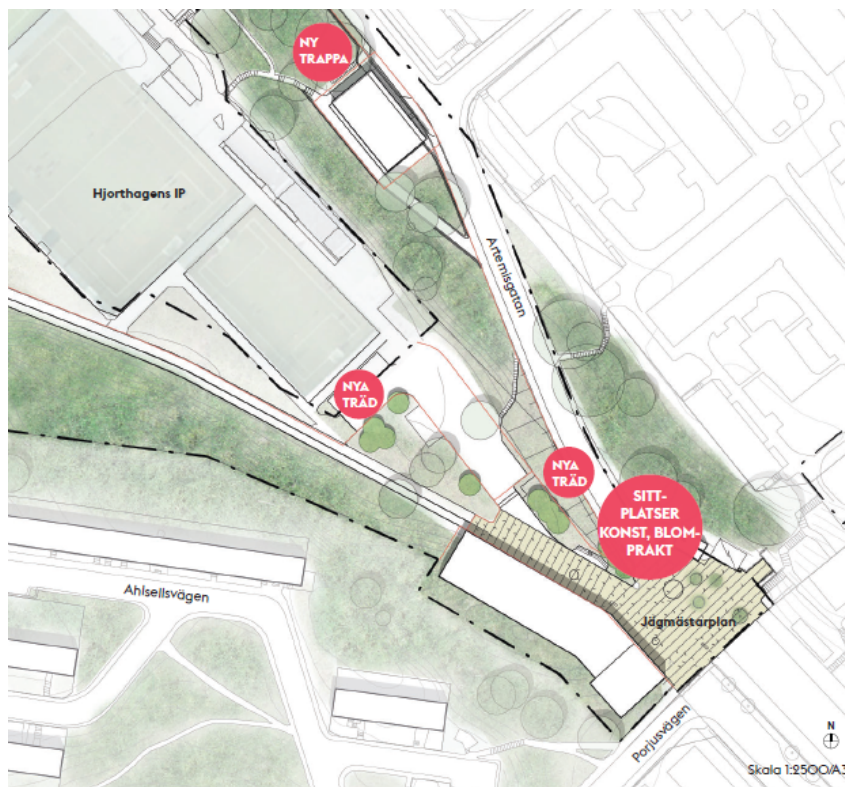 NY
TRAPPA
Hjorthagens IP
Artemisgatan
NYA
TRÄD
NYA
TRÄD
SITT-
PLATSER
KONST, BLOM-
PRAKT
Ahlsellsvägen
Jägmästarplan
Porjusvägen
N
Skala 1:2500/A3